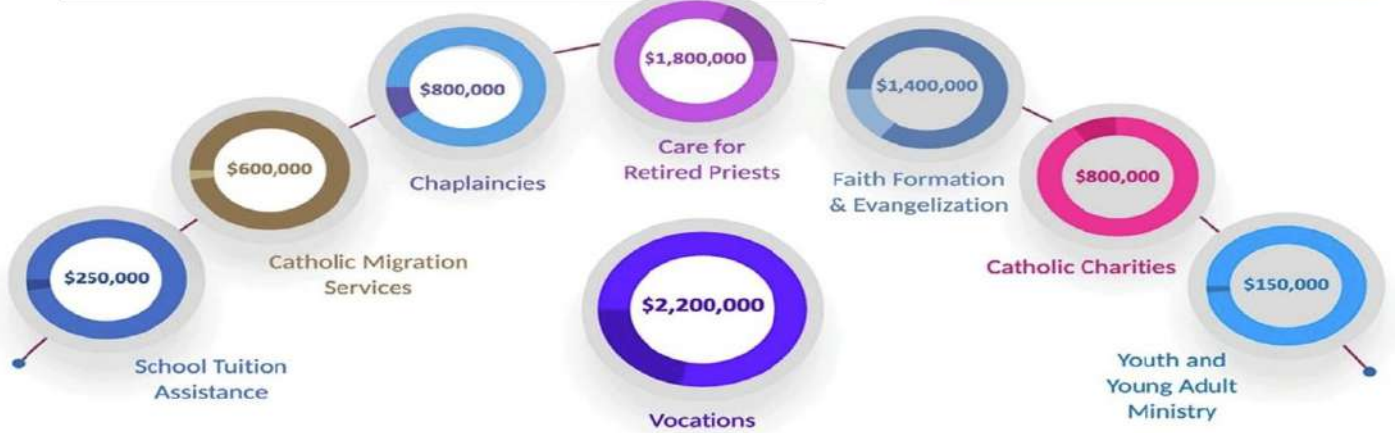 $250,000
School Tuition
Assistance
$600,000
Catholic Migration
Services
$800,000
Chaplaincies
$1,800,000
Care for
Retired Priests
$1,400,000
Faith Formation
& Evangelization
$800,000
Catholic Charities
$150,000
Youth and
Young Adult
Ministry
$2,200,000
Vocations